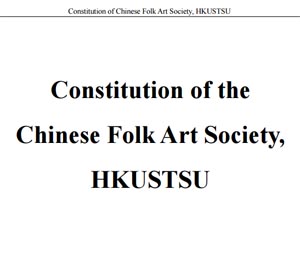 Constitution of Chinese Folk Art Society, HKUSTSU
Constitution of the
Chinese Folk Art Society,
HKUSTSU